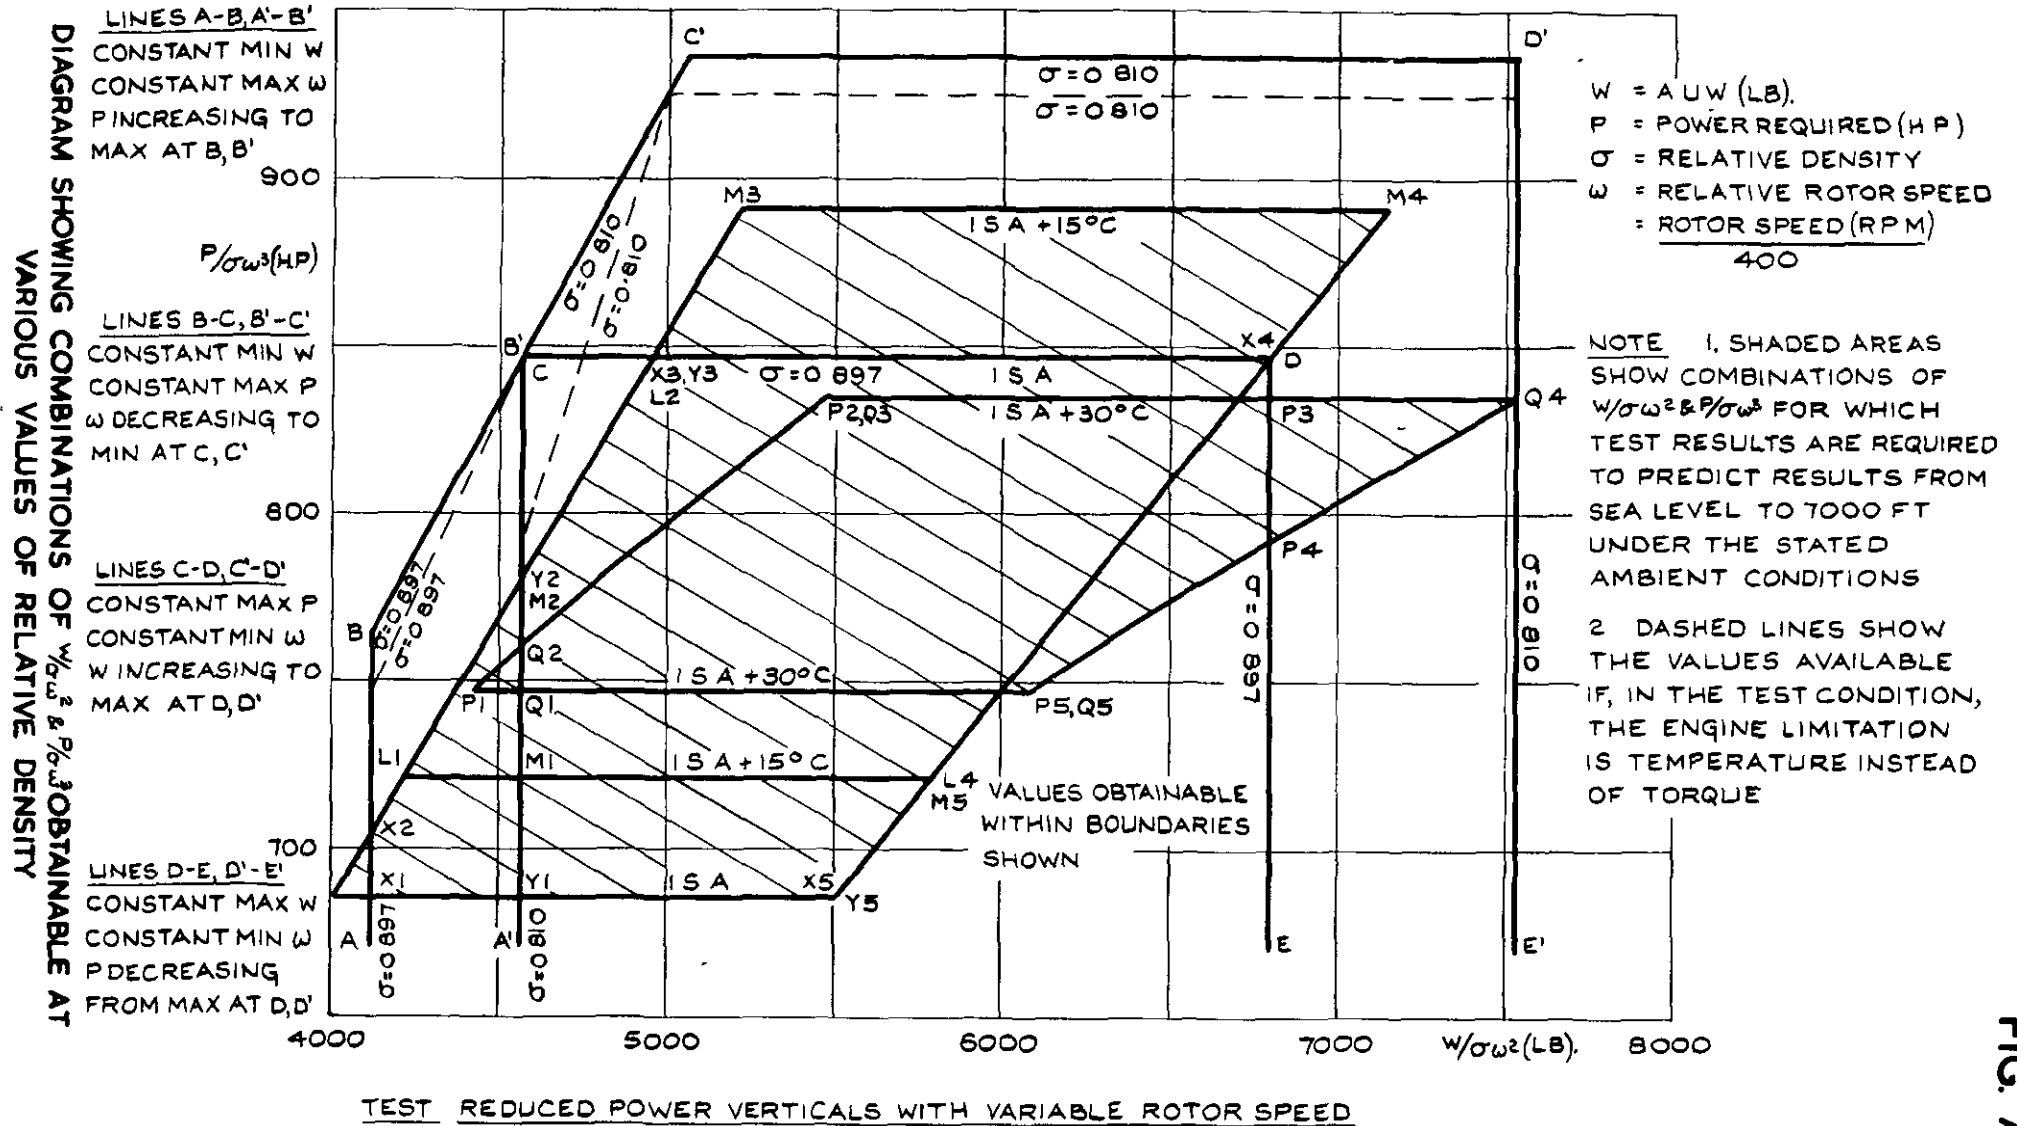 DIAGRAM SHOWING COMBINATIONS OF W/σω² & P/σω³ OBTAINABLE AT
VARIOUS VALUES OF RELATIVE DENSITY
LINES A-B, A'-B'
CONSTANT MIN W
CONSTANT MAX ω
P INCREASING TO
MAX AT B, B'
900
P/σω³(H.P)
LINES B-C, B'-C'
CONSTANT MIN W
CONSTANT MAX P
ω DECREASING TO
MIN AT C, C'
800
LINES C-D, C'-D'
CONSTANT MAX P
CONSTANT MIN ω
W INCREASING TO
MAX AT D, D'
700
LINES D-E, D'-E'
CONSTANT MAX W
CONSTANT MIN ω
P DECREASING
FROM MAX AT D, D'
C'
D'
σ=0 810
σ=0810
M3
M4
ISA +15°C
σ=0 810
σ=0·810
B'
C
X3,Y3
L2
σ=0 897
ISA
X4
D
P2,Q3
ISA+30°C
P3
Q4
B
σ=0 897
σ=0 897
Y2
M2
Q2
P4
σ=0 897
σ=0 810
P1
Q1
ISA +30°C
P5,Q5
L1
M1
ISA+15°C
L4
M5
VALUES OBTAINABLE
WITHIN BOUNDARIES
SHOWN
X2
X1
Y1
ISA
X5
Y5
A
σ=0 897
A'
σ=0 810
E
E'
4000
5000
6000
7000
W/σω²(LB).
8000
W = A U W (LB).
P = POWER REQUIRED (H P)
σ = RELATIVE DENSITY
ω = RELATIVE ROTOR SPEED
= ROTOR SPEED (R P M)
400
NOTE 1. SHADED AREAS
SHOW COMBINATIONS OF
W/σω² & P/σω³ FOR WHICH
TEST RESULTS ARE REQUIRED
TO PREDICT RESULTS FROM
SEA LEVEL TO 7000 FT
UNDER THE STATED
AMBIENT CONDITIONS
2 DASHED LINES SHOW
THE VALUES AVAILABLE
IF, IN THE TEST CONDITION,
THE ENGINE LIMITATION
IS TEMPERATURE INSTEAD
OF TORQUE
TEST REDUCED POWER VERTICALS WITH VARIABLE ROTOR SPEED
FIG.